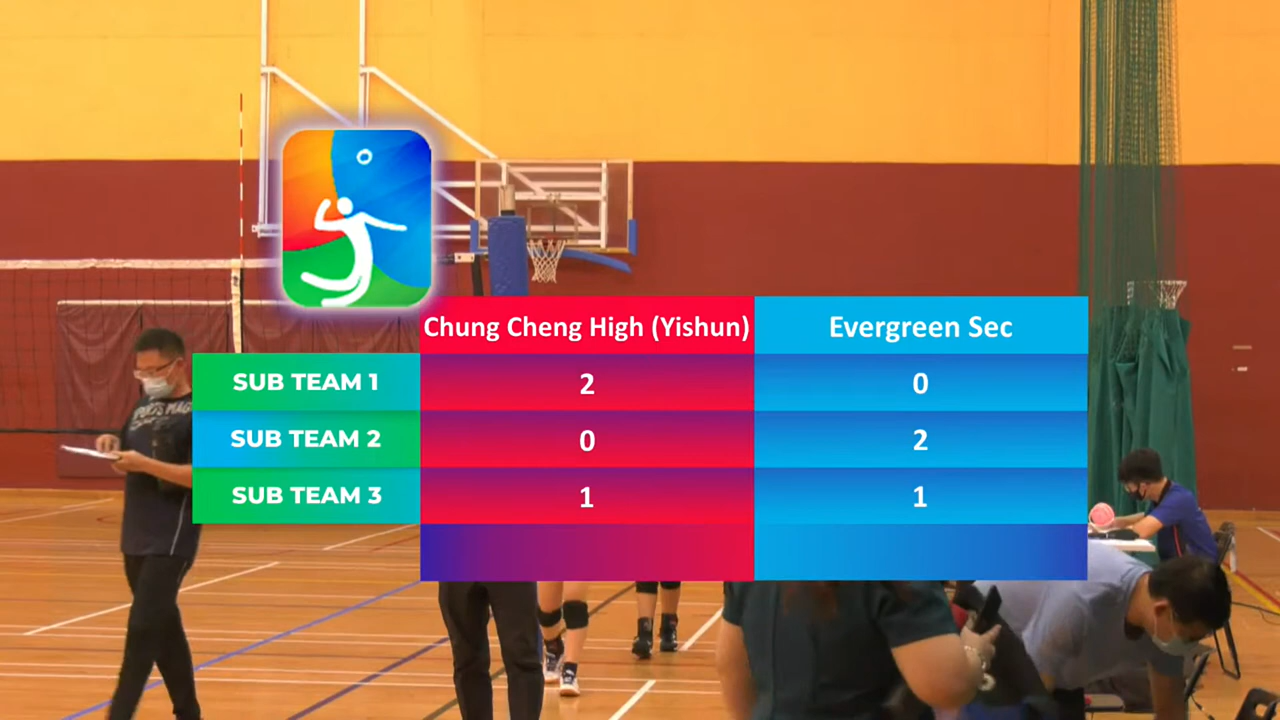 Chung Cheng High (Yishun) Evergreen Sec
SUB TEAM 1 2 0
SUB TEAM 2 0 2
SUB TEAM 3 1 1